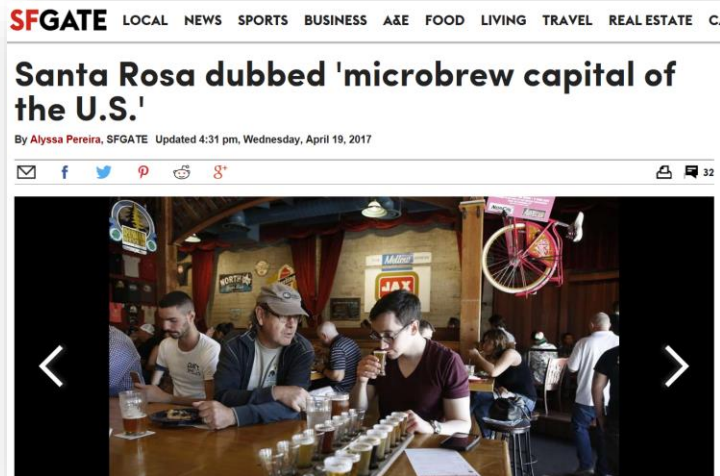 SFGATE LOCAL NEWS SPORTS BUSINESS A&E FOOD LIVING TRAVEL REAL ESTATE
Santa Rosa dubbed 'microbrew capital of
the U.S.'
By Alyssa Pereira, SFGATE Updated 4:31 pm, Wednesday, April 19, 2017
32
NORTH
JAX